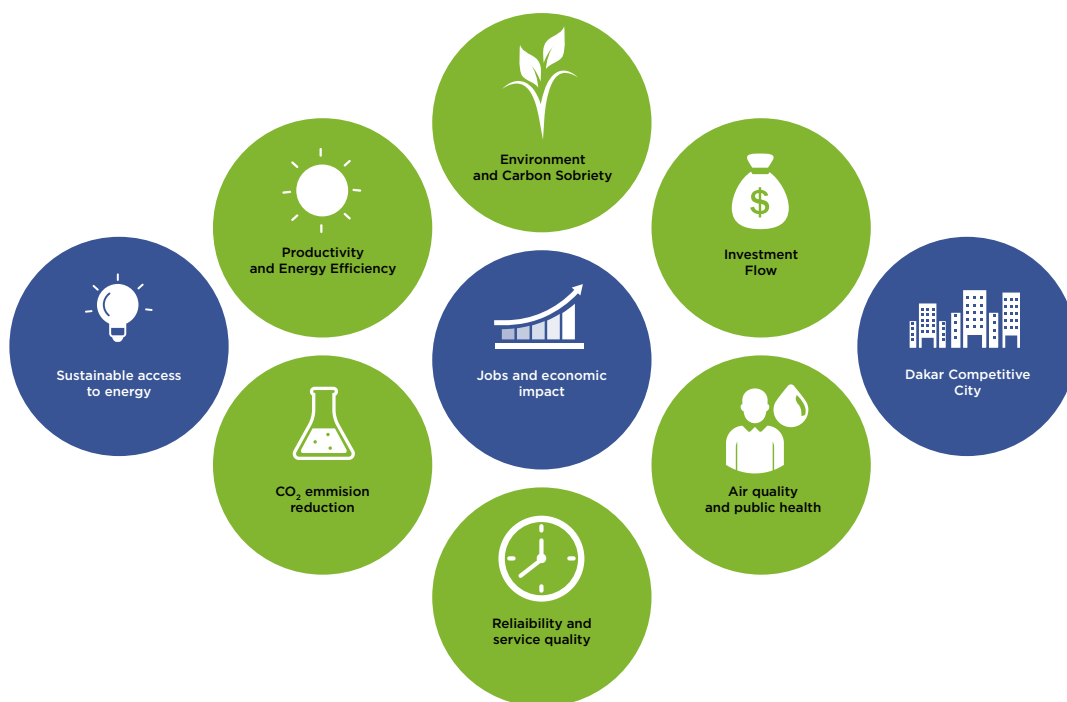 Environment
and Carbon Sobriety
Productivity
and Energy Efficiency
$
Investment
Flow
Sustainable access
to energy
Jobs and economic
impact
Dakar Competitive
City
CO₂ emmision
reduction
Air quality
and public health
Reliaibility and
service quality